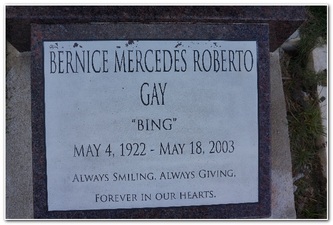 BERNICE MERCEDES ROBERTO
GAY
"BING"
MAY 4, 1922 - MAY 18, 2003
ALWAYS SMILING, ALWAYS GIVING,
FOREVER IN OUR HEARTS.